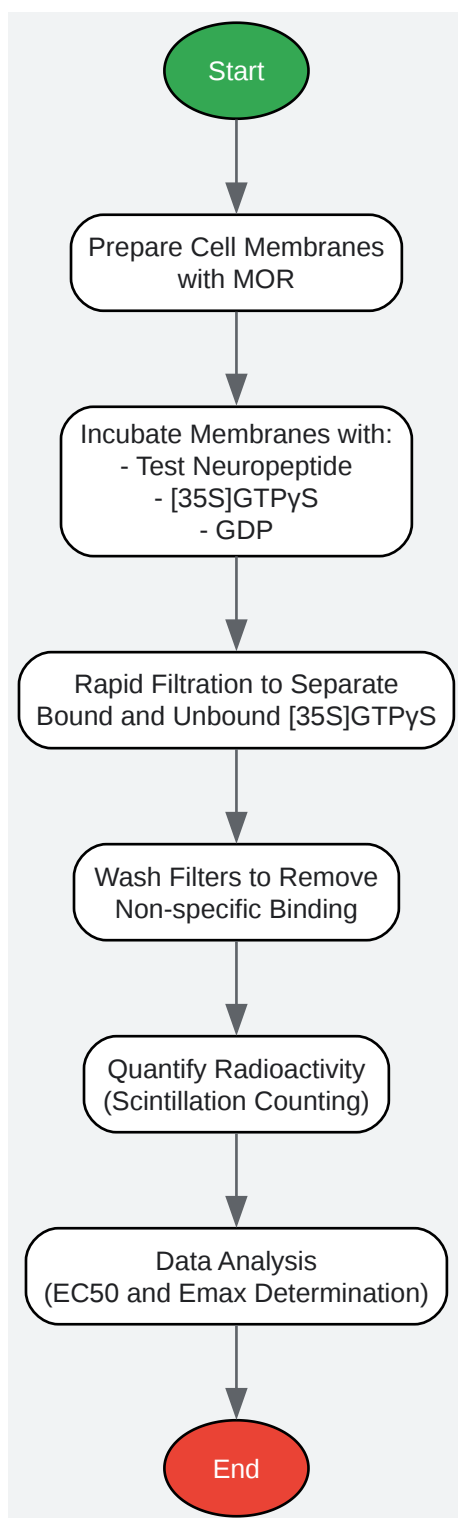 Start
Prepare Cell Membranes
with MOR
Incubate Membranes with:
- Test Neuropeptide
- [35S]GTPγS
- GDP
Rapid Filtration to Separate
Bound and Unbound [35S]GTPγS
Wash Filters to Remove
Non-specific Binding
Quantify Radioactivity
(Scintillation Counting)
Data Analysis
(EC50 and Emax Determination)
End